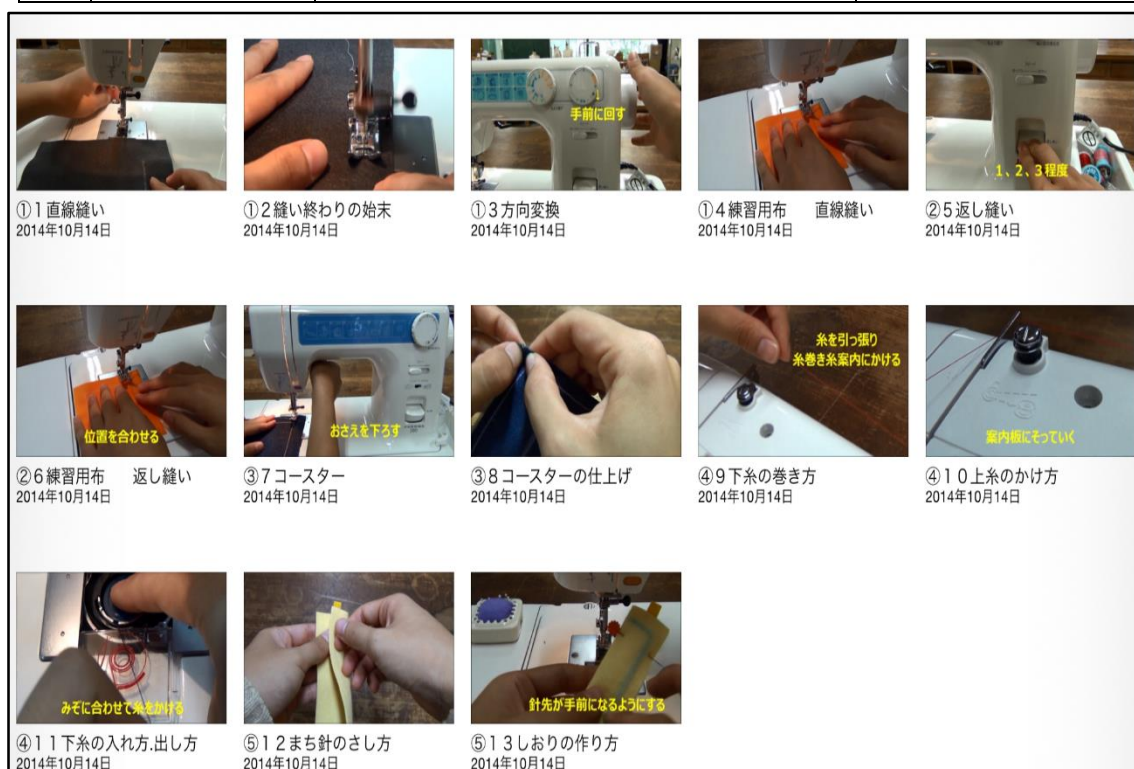 手前に回す
1、2、3程度
①1直線縫い
2014年10月14日
①2縫い終わりの始末
2014年10月14日
①3方向変換
2014年10月14日
①4練習用布　直線縫い
2014年10月14日
②5返し縫い
2014年10月14日
位置を合わせる
おさえを下ろす
糸を引っ張り
糸巻き糸案内にかける
案内板にそっていく
②6練習用布　返し縫い
2014年10月14日
③7コースター
2014年10月14日
③8コースターの仕上げ
2014年10月14日
④9下糸の巻き方
2014年10月14日
④10上糸のかけ方
2014年10月14日
みぞに合わせて糸をかける
針先が手前になるようにする
④11下糸の入れ方.出し方
2014年10月14日
⑤12まち針のさし方
2014年10月14日
⑤13しおりの作り方
2014年10月14日